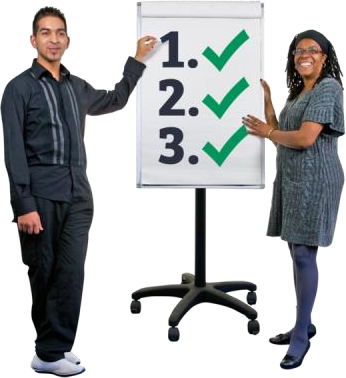 1. ✓
2. ✓
3. ✓